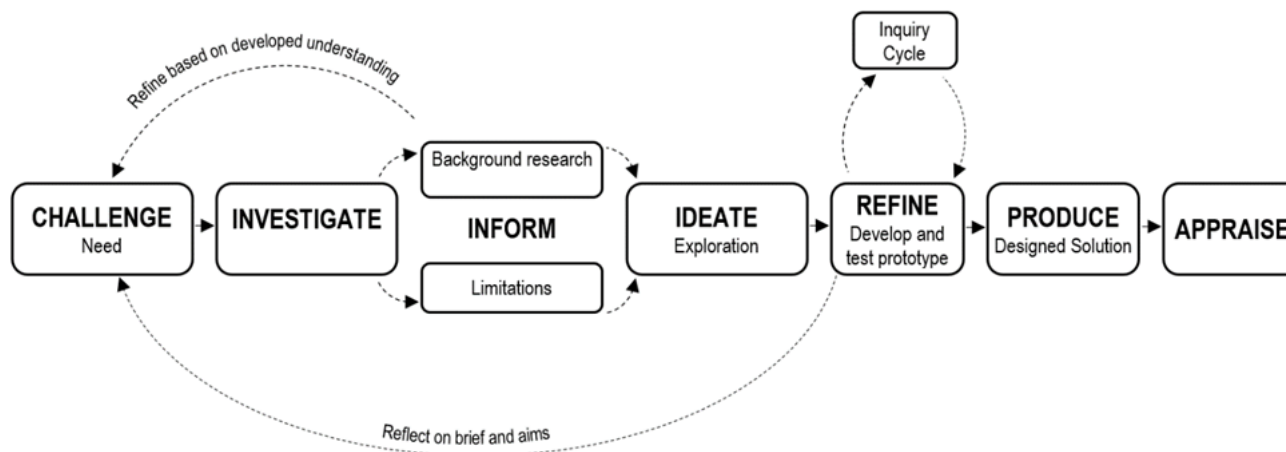 Inquiry
Cycle
Refine based on developed understanding
Background research
CHALLENGE
Need
INVESTIGATE
INFORM
IDEATE
Exploration
REFINE
Develop and
test prototype
PRODUCE
Designed Solution
APPRAISE
Limitations
Reflect on brief and aims